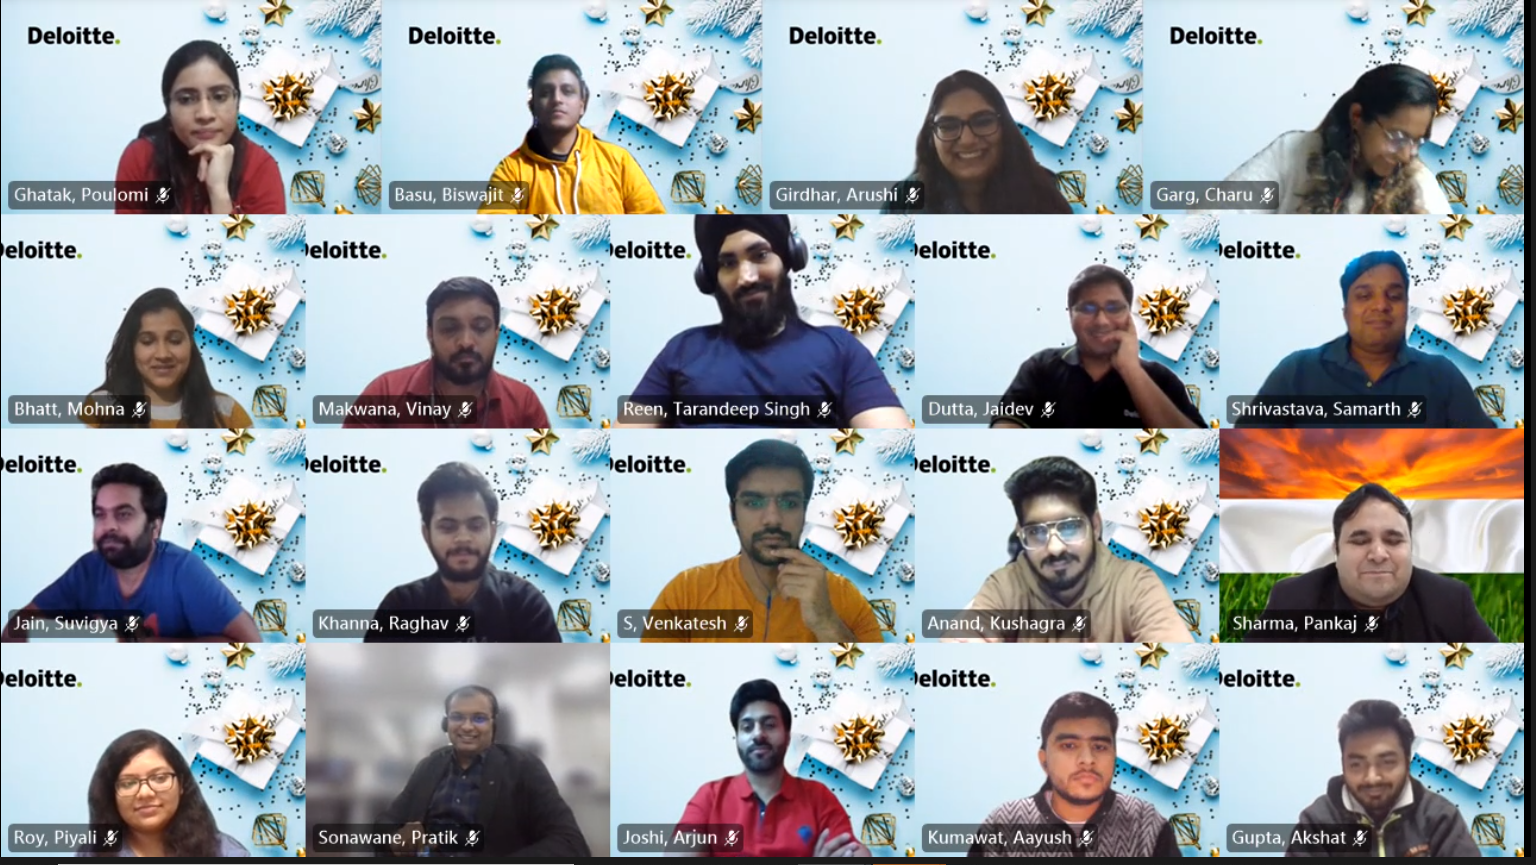 Deloitte.
Deloitte.
Deloitte.
Deloitte.
Ghatak, Poulomi
Basu, Biswajit
Girdhar, Arushi
Garg, Charu
eloitte.
eloitte.
eloitte.
eloitte.
eloitte.
Bhatt, Mohna
Makwana, Vinay
Reen, Tarandeep Singh
Dutta, Jaidev
Shrivastava, Samarth
eloitte.
eloitte.
eloitte.
eloitte.
Jain, Suvigya
Khanna, Raghav
S, Venkatesh
Anand, Kushagra
Sharma, Pankaj
eloitte.
eloitte.
eloitte.
eloitte.
Roy, Piyali
Sonawane, Pratik
Joshi, Arjun
Kumawat, Aayush
Gupta, Akshat